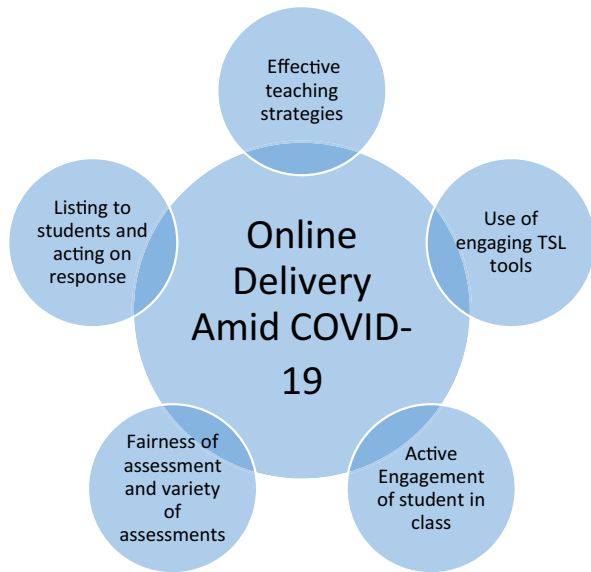 Effective
teaching
strategies
Listing to
students and
acting on
response
Use of
engaging TSL
tools
Online
Delivery
Amid COVID-
19
Fairness of
assessment
and variety
of
assessments
Active
Engagement
of student in
class